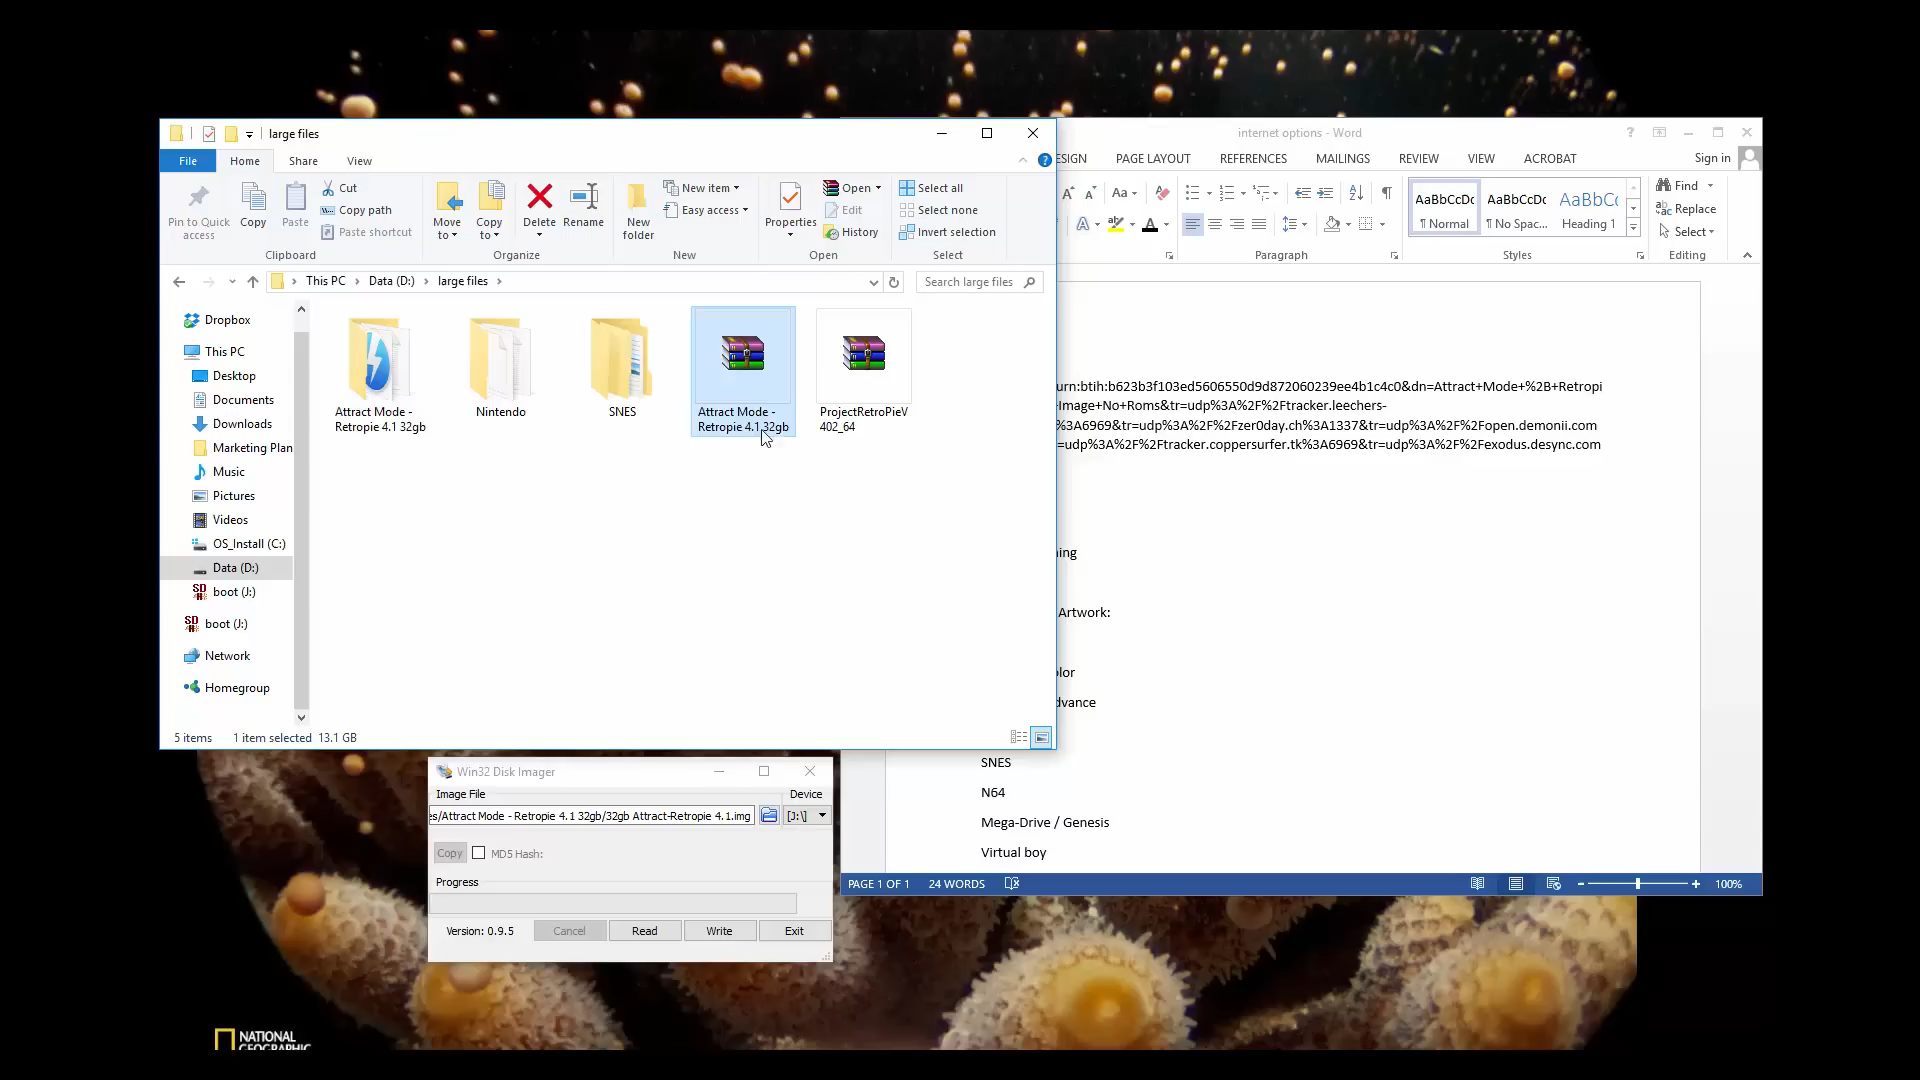 large files
File Home Share View
Pin to Quick access
Copy
Paste
Cut
Copy path
Paste shortcut
Clipboard
Move to
Copy to
Delete
Rename
Organize
New folder
New item
Easy access
New
Properties
Open
Edit
History
Open
Select all
Select none
Invert selection
Select
This PC Data (D:) large files
Search large files
Dropbox
This PC
Desktop
Documents
Downloads
Marketing Plan
Music
Pictures
Videos
OS_Install (C:)
Data (D:)
boot (J:)
boot (J:)
Network
Homegroup
Attract Mode -
Retropie 4.1 32gb
Nintendo
SNES
Attract Mode -
Retropie 4.1 32gb
ProjectRetroPieV
402_64
5 items 1 item selected 13.1 GB
internet options - Word
ESIGN PAGE LAYOUT REFERENCES MAILINGS REVIEW VIEW ACROBAT
Sign in
Aa
AaBbCcDc AaBbCcDc AaBbCc
¶ Normal ¶ No Spac... Heading 1
Find
Replace
Select
Paragraph Styles Editing
urn:btih:b623b3f103ed5606550d9d872060239ee4b1c4c0&dn=Attract+Mode+%2B+Retropi
Image+No+Roms&tr=udp%3A%2F%2Ftracker.leechers-
%3A6969&tr=udp%3A%2F%2Fzer0day.ch%3A1337&tr=udp%3A%2F%2Fopen.demonii.com
=udp%3A%2F%2Ftracker.coppersurfer.tk%3A6969&tr=udp%3A%2F%2Fexodus.desync.com
ing
Artwork:
olor
dvance
SNES
N64
Mega-Drive / Genesis
Virtual boy
PAGE 1 OF 1 24 WORDS
100%
Win32 Disk Imager
Image File Device
es/Attract Mode - Retropie 4.1 32gb/32gb Attract-Retropie 4.1.img [J:\]
Copy MD5 Hash:
Progress
Version: 0.9.5 Cancel Read Write Exit
NATIONAL
GEOGRAPHIC